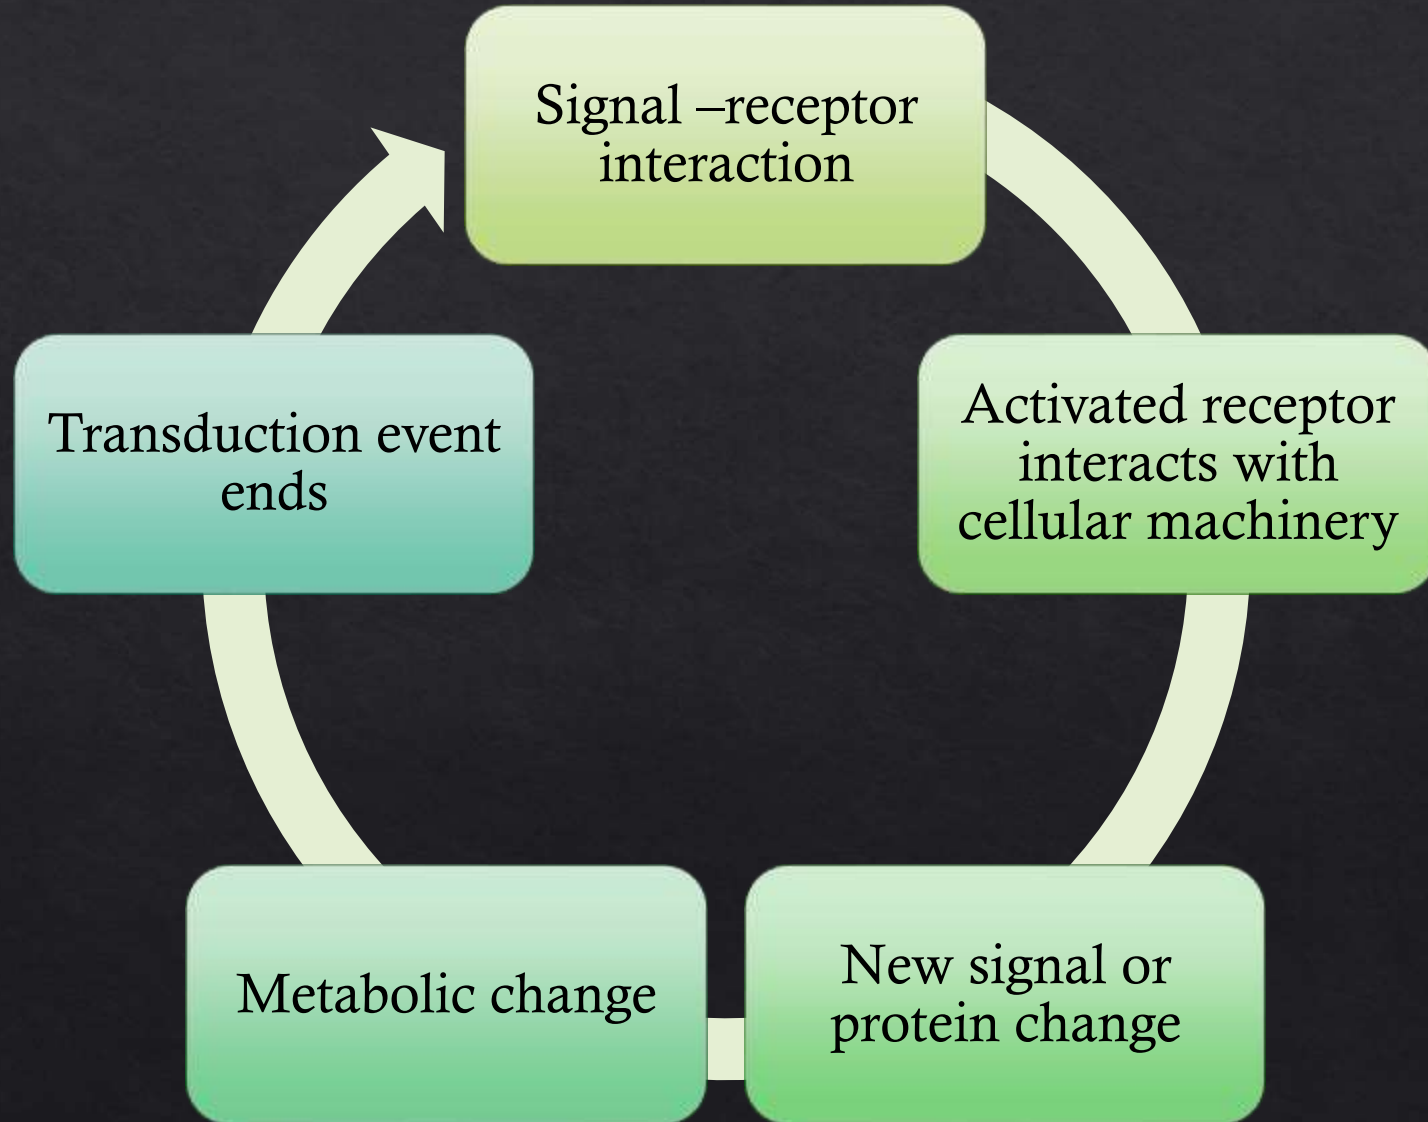 Signal –receptor
interaction
Activated receptor
interacts with
cellular machinery
New signal or
protein change
Metabolic change
Transduction event
ends